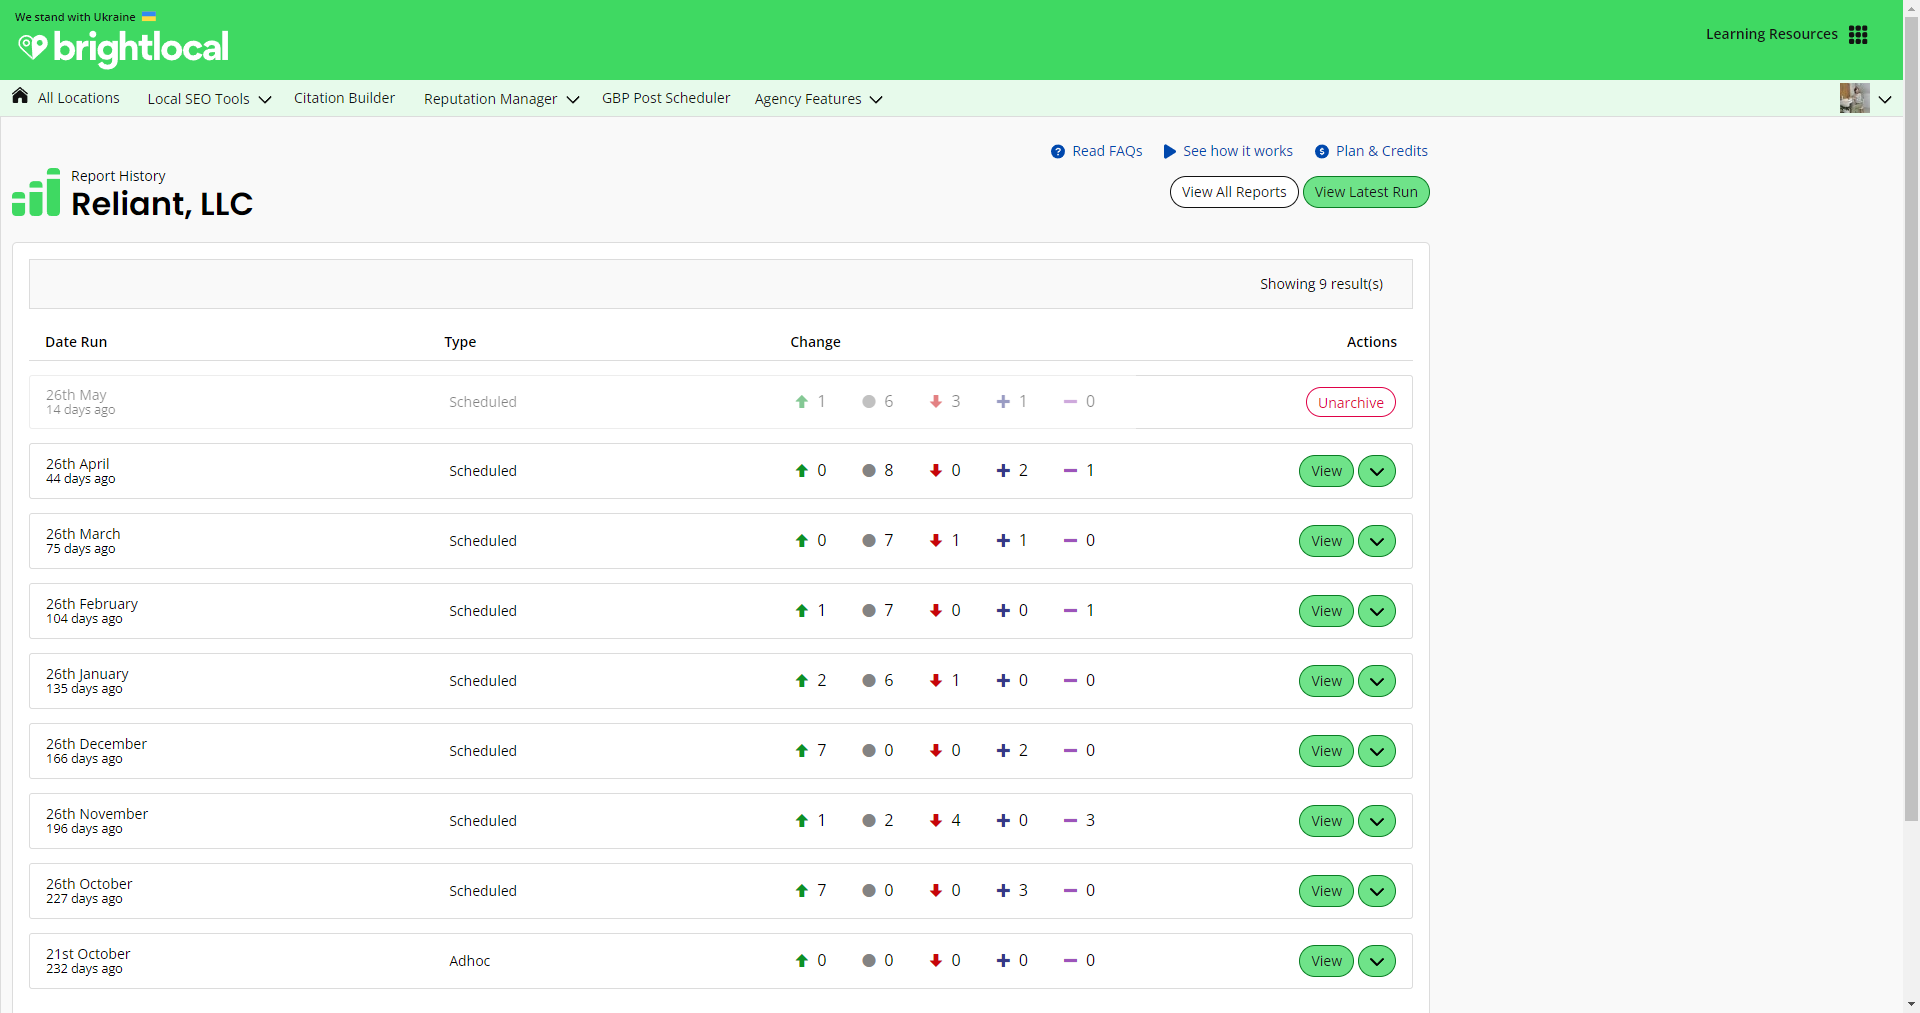 We stand with Ukraine
brightlocal
Learning Resources
All Locations Local SEO Tools Citation Builder Reputation Manager GBP Post Scheduler Agency Features
Read FAQs See how it works Plan & Credits
Report History
Reliant, LLC
View All Reports View Latest Run
Showing 9 result(s)
Date Run Type Change Actions
26th May
14 days ago
Scheduled 1 6 3 1 0 Unarchive
26th April
44 days ago
Scheduled 0 8 0 2 1 View
26th March
75 days ago
Scheduled 0 7 1 1 0 View
26th February
104 days ago
Scheduled 1 7 0 0 1 View
26th January
135 days ago
Scheduled 2 6 1 0 0 View
26th December
166 days ago
Scheduled 7 0 0 2 0 View
26th November
196 days ago
Scheduled 1 2 4 0 3 View
26th October
227 days ago
Scheduled 7 0 0 3 0 View
21st October
232 days ago
Adhoc 0 0 0 0 0 View